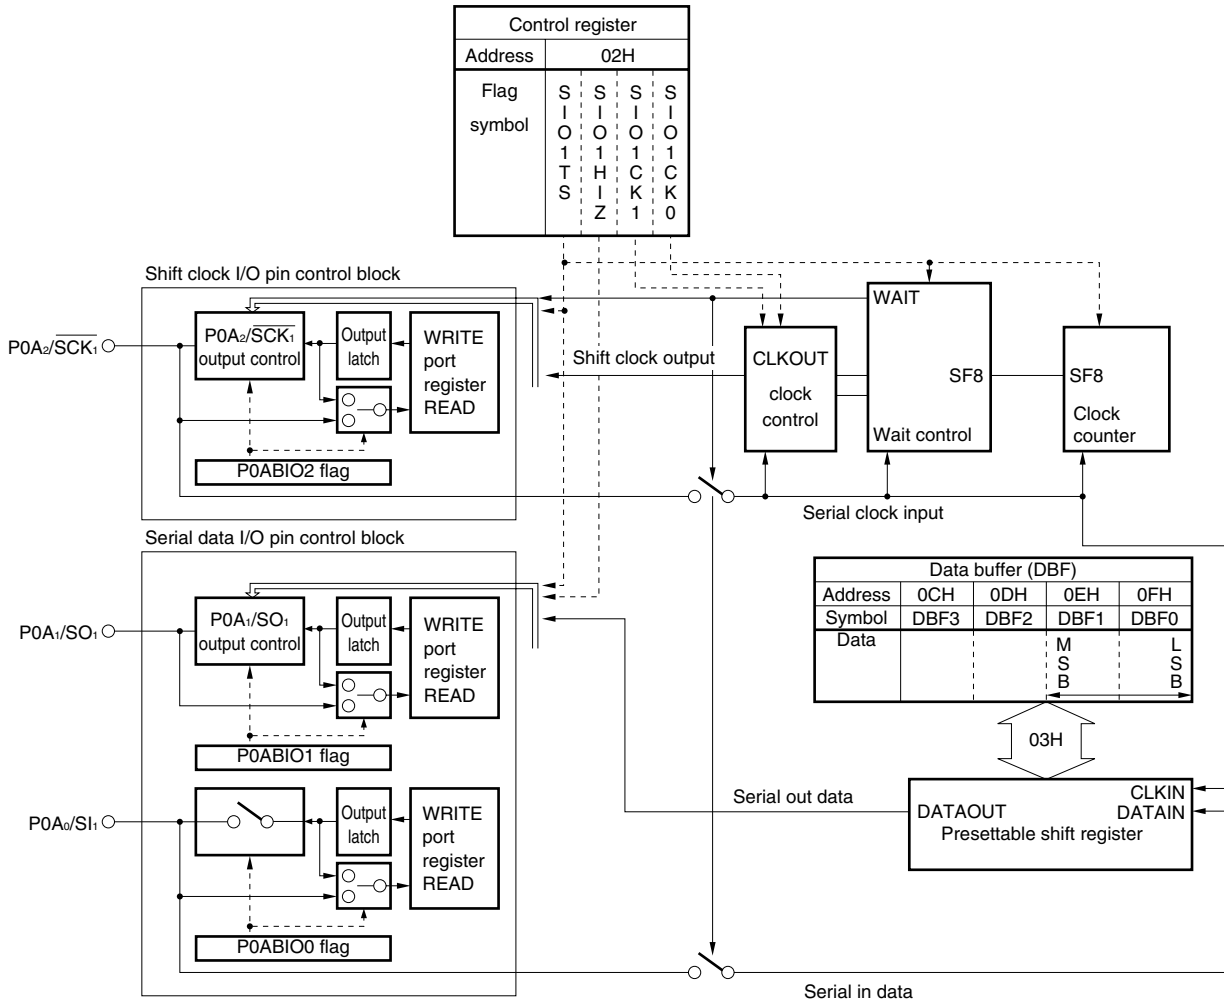 Control register
Address 02H
Flag symbol
SIO1TS
SIO1HIZ
SIO1CK1
SIO1CK0
Shift clock I/O pin control block
P0A₂/S̅C̅K̅₁
P0A₂/S̅C̅K̅₁ output control
Output latch
WRITE port register READ
P0ABIO2 flag
Shift clock output
CLKOUT
clock control
WAIT
SF8
Wait control
SF8
Clock counter
Serial clock input
Serial data I/O pin control block
P0A₁/SO₁
P0A₁/SO₁ output control
Output latch
WRITE port register READ
P0ABIO1 flag
P0A₀/SI₁
Output latch
WRITE port register READ
P0ABIO0 flag
Data buffer (DBF)
Address 0CH 0DH 0EH 0FH
Symbol DBF3 DBF2 DBF1 DBF0
Data MSB LSB
03H
Serial out data
DATAOUT
CLKIN
DATAIN
Presettable shift register
Serial in data